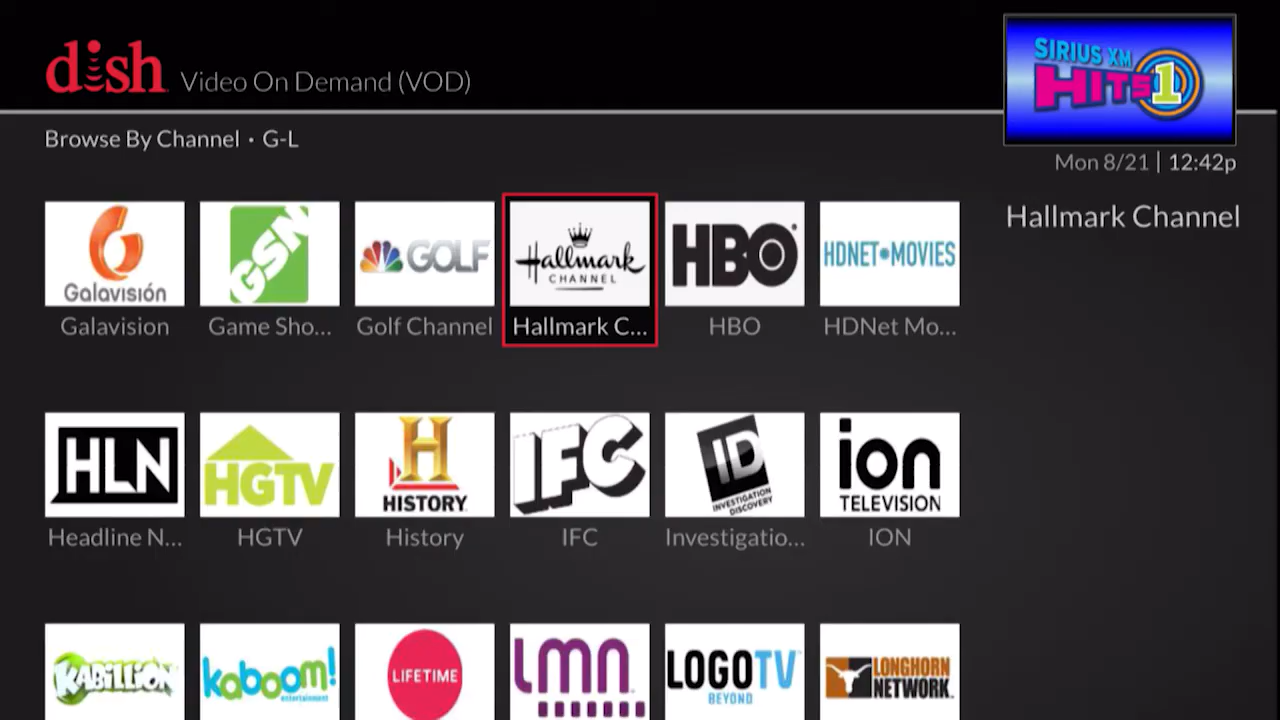 dish Video On Demand (VOD)
SIRIUS XM
HITS 1
Browse By Channel • G-L
Mon 8/21 | 12:42p
Hallmark Channel
Galavisión
GSN
GOLF
Hallmark
CHANNEL
HBO
HDNET MOVIES
Galavision
Game Sho...
Golf Channel
Hallmark C...
HBO
HDNet Mo...
HLN
HGTV
H
HISTORY
IFC
ID
INVESTIGATION
DISCOVERY
ion
TELEVISION
Headline N...
HGTV
History
IFC
Investigatio...
ION
KABILLION
kaboom!
entertainment
LIFETIME
LMN
LOGOTV
BEYOND
LONGHORN
NETWORK